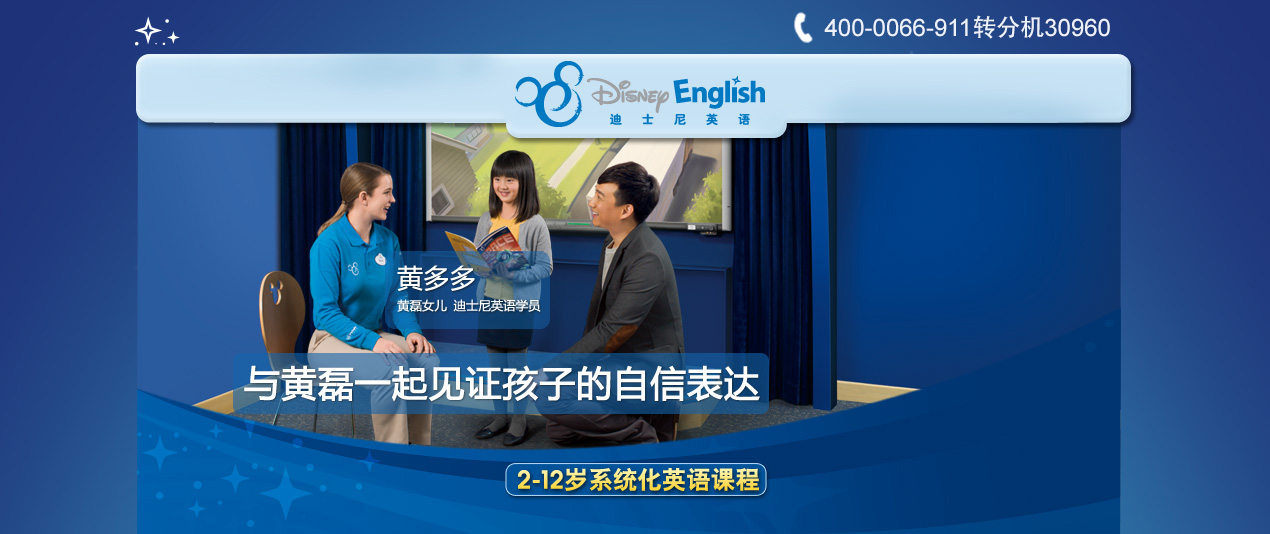 400-0066-911转分机30960
Disney English
迪士尼英语
黄多多
黄磊女儿 迪士尼英语学员
与黄磊一起见证孩子的自信表达
2-12岁系统化英语课程